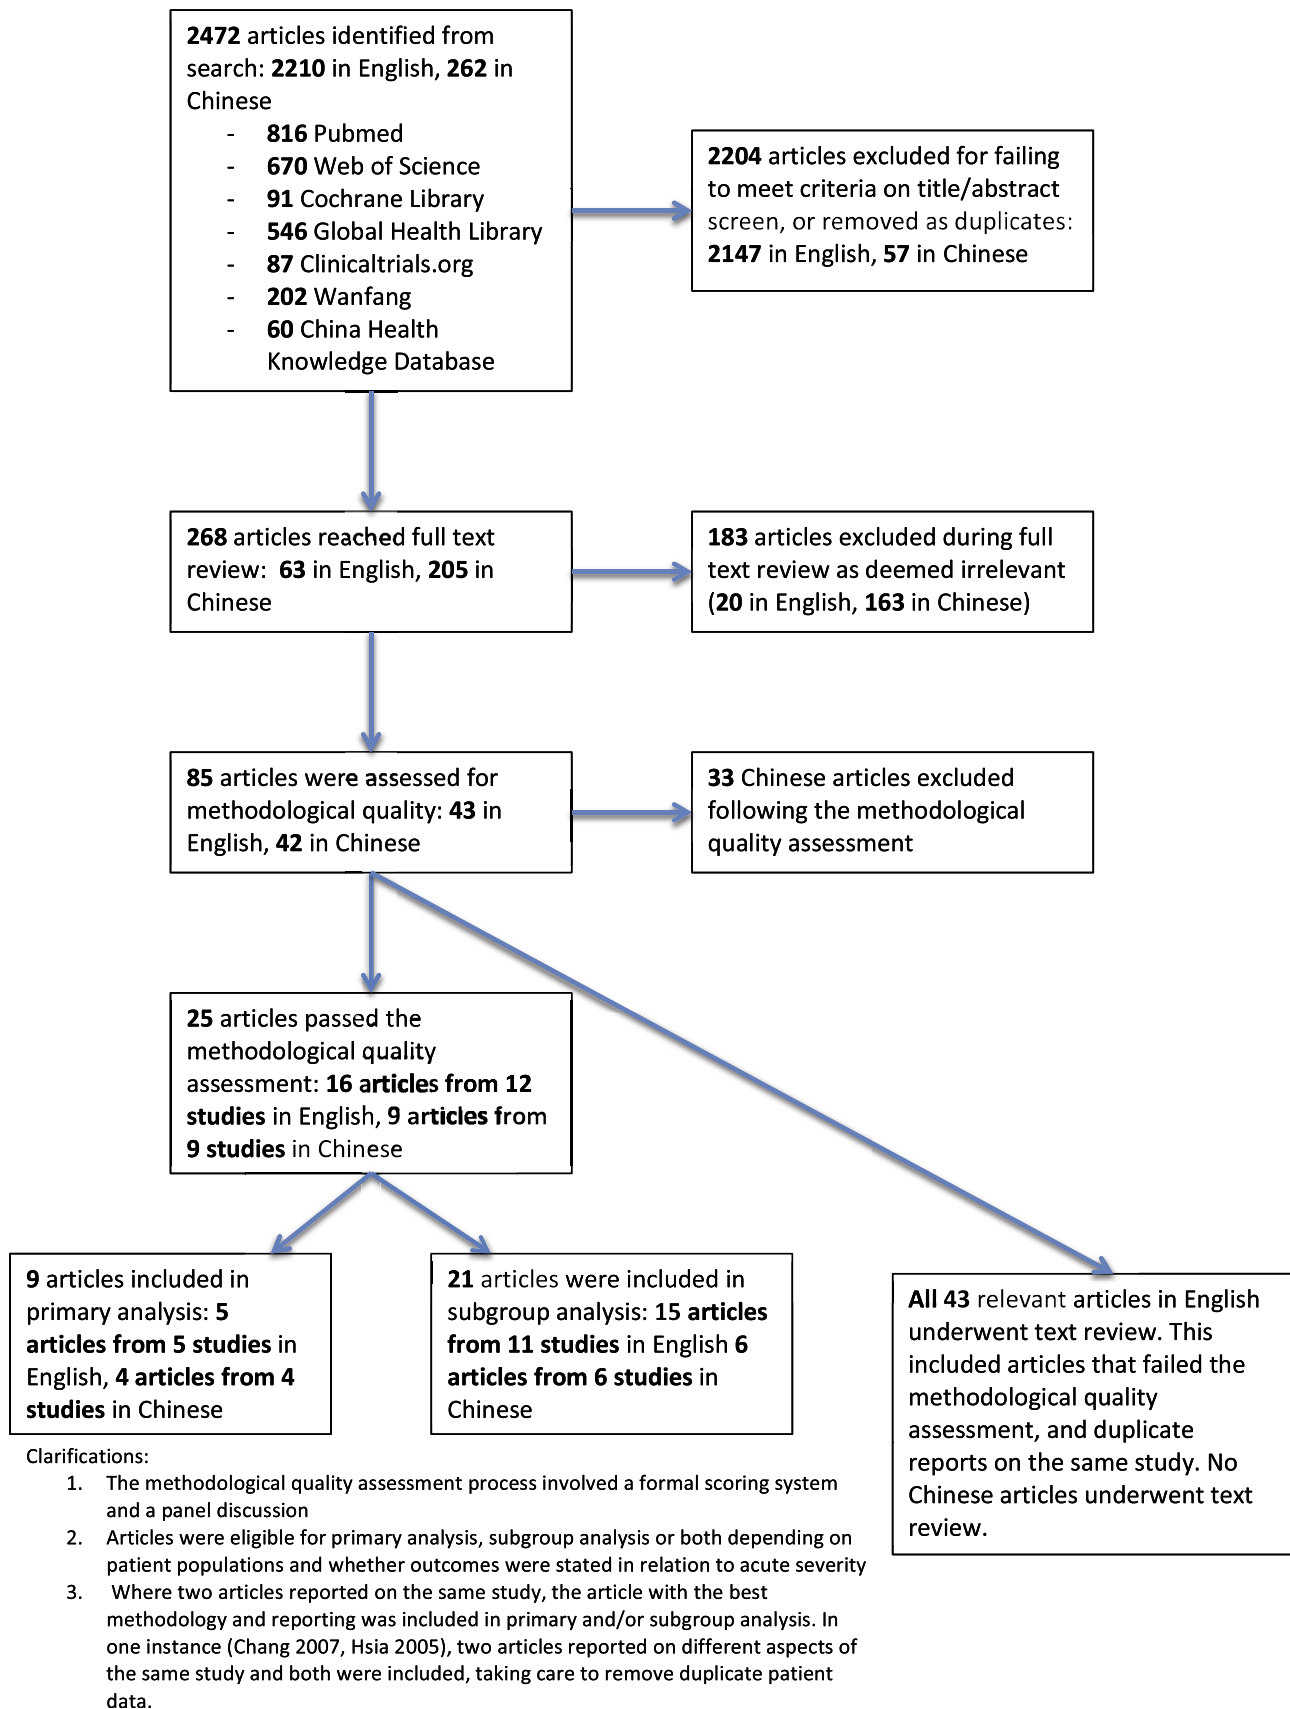 2472 articles identified from
search: 2210 in English, 262 in
Chinese
- 816 Pubmed
- 670 Web of Science
- 91 Cochrane Library
- 546 Global Health Library
- 87 Clinicaltrials.org
- 202 Wanfang
- 60 China Health
Knowledge Database
2204 articles excluded for failing
to meet criteria on title/abstract
screen, or removed as duplicates:
2147 in English, 57 in Chinese
268 articles reached full text
review: 63 in English, 205 in
Chinese
183 articles excluded during full
text review as deemed irrelevant
(20 in English, 163 in Chinese)
85 articles were assessed for
methodological quality: 43 in
English, 42 in Chinese
33 Chinese articles excluded
following the methodological
quality assessment
25 articles passed the
methodological quality
assessment: 16 articles from 12
studies in English, 9 articles from
9 studies in Chinese
9 articles included in
primary analysis: 5
articles from 5 studies in
English, 4 articles from 4
studies in Chinese
21 articles were included in
subgroup analysis: 15 articles
from 11 studies in English 6
articles from 6 studies in
Chinese
All 43 relevant articles in English
underwent text review. This
included articles that failed the
methodological quality
assessment, and duplicate
reports on the same study. No
Chinese articles underwent text
review.
Clarifications:
1. The methodological quality assessment process involved a formal scoring system
and a panel discussion
2. Articles were eligible for primary analysis, subgroup analysis or both depending on
patient populations and whether outcomes were stated in relation to acute severity
3. Where two articles reported on the same study, the article with the best
methodology and reporting was included in primary and/or subgroup analysis. In
one instance (Chang 2007, Hsia 2005), two articles reported on different aspects of
the same study and both were included, taking care to remove duplicate patient
data.